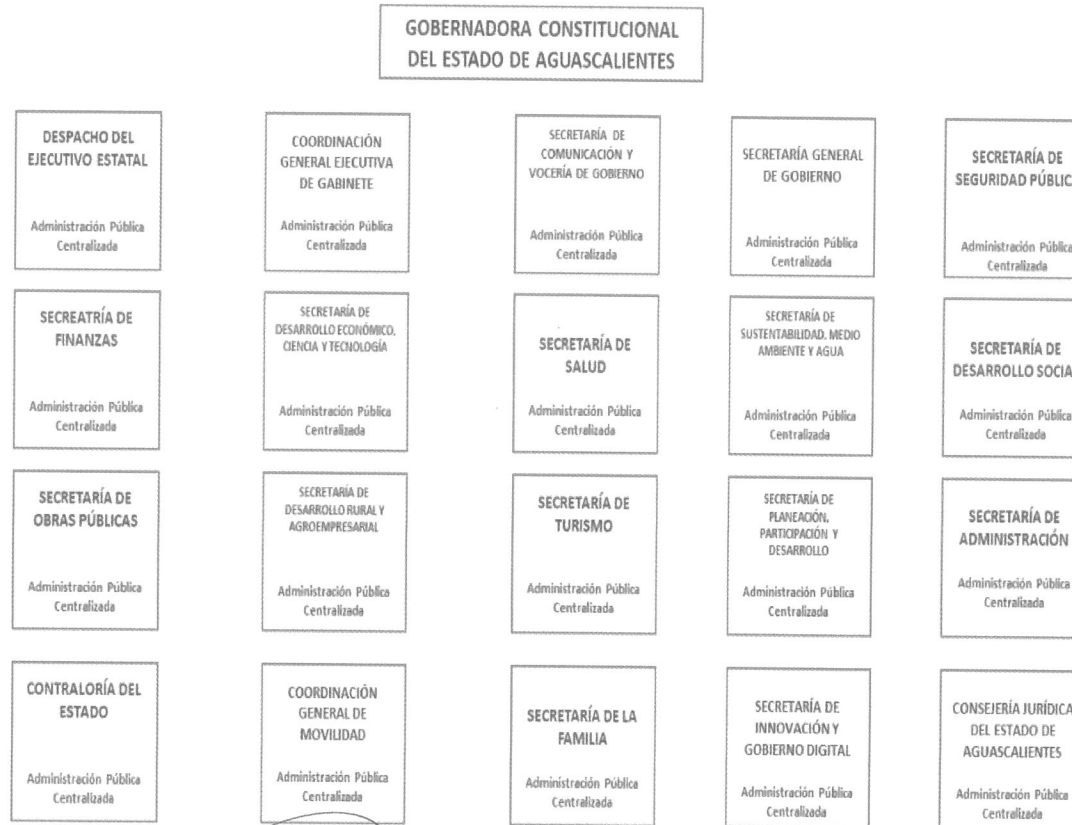 GOBERNADORA CONSTITUCIONAL
DEL ESTADO DE AGUASCALIENTES
DESPACHO DEL
EJECUTIVO ESTATAL
Administración Pública
Centralizada
COORDINACIÓN
GENERAL EJECUTIVA
DE GABINETE
Administración Pública
Centralizada
SECRETARÍA DE
COMUNICACIÓN Y
VOCERÍA DE GOBIERNO
Administración Pública
Centralizada
SECRETARÍA GENERAL
DE GOBIERNO
Administración Pública
Centralizada
SECRETARÍA DE
SEGURIDAD PÚBLIC
Administración Pública
Centralizada
SECREATRÍA DE
FINANZAS
Administración Pública
Centralizada
SECRETARÍA DE
DESARROLLO ECONÓMICO,
CIENCIA Y TECNOLOGÍA
Administración Pública
Centralizada
SECRETARÍA DE
SALUD
Administración Pública
Centralizada
SECRETARÍA DE
SUSTENTABILIDAD, MEDIO
AMBIENTE Y AGUA
Administración Pública
Centralizada
SECRETARÍA DE
DESARROLLO SOCIA
Administración Pública
Centralizada
SECRETARÍA DE
OBRAS PÚBLICAS
Administración Pública
Centralizada
SECRETARÍA DE
DESARROLLO RURAL Y
AGROEMPRESARIAL
Administración Pública
Centralizada
SECRETARÍA DE
TURISMO
Administración Pública
Centralizada
SECRETARÍA DE
PLANEACIÓN,
PARTICIPACIÓN Y
DESARROLLO
Administración Pública
Centralizada
SECRETARÍA DE
ADMINISTRACIÓN
Administración Pública
Centralizada
CONTRALORÍA DEL
ESTADO
Administración Pública
Centralizada
COORDINACIÓN
GENERAL DE
MOVILIDAD
Administración Pública
Centralizada
SECRETARÍA DE LA
FAMILIA
Administración Pública
Centralizada
SECRETARÍA DE
INNOVACIÓN Y
GOBIERNO DIGITAL
Administración Pública
Centralizada
CONSEJERÍA JURÍDICA
DEL ESTADO DE
AGUASCALIENTES
Administración Pública
Centralizada